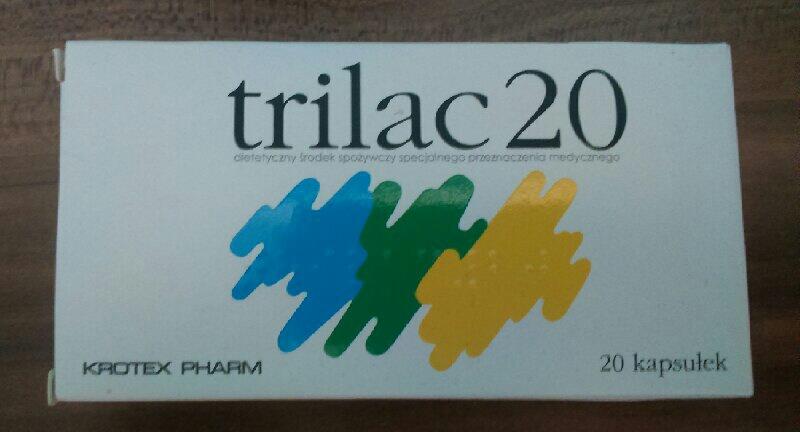 trilac 20
dietetyczny środek spożywczy specjalnego przeznaczenia medycznego
KROTEX PHARM
20 kapsułek